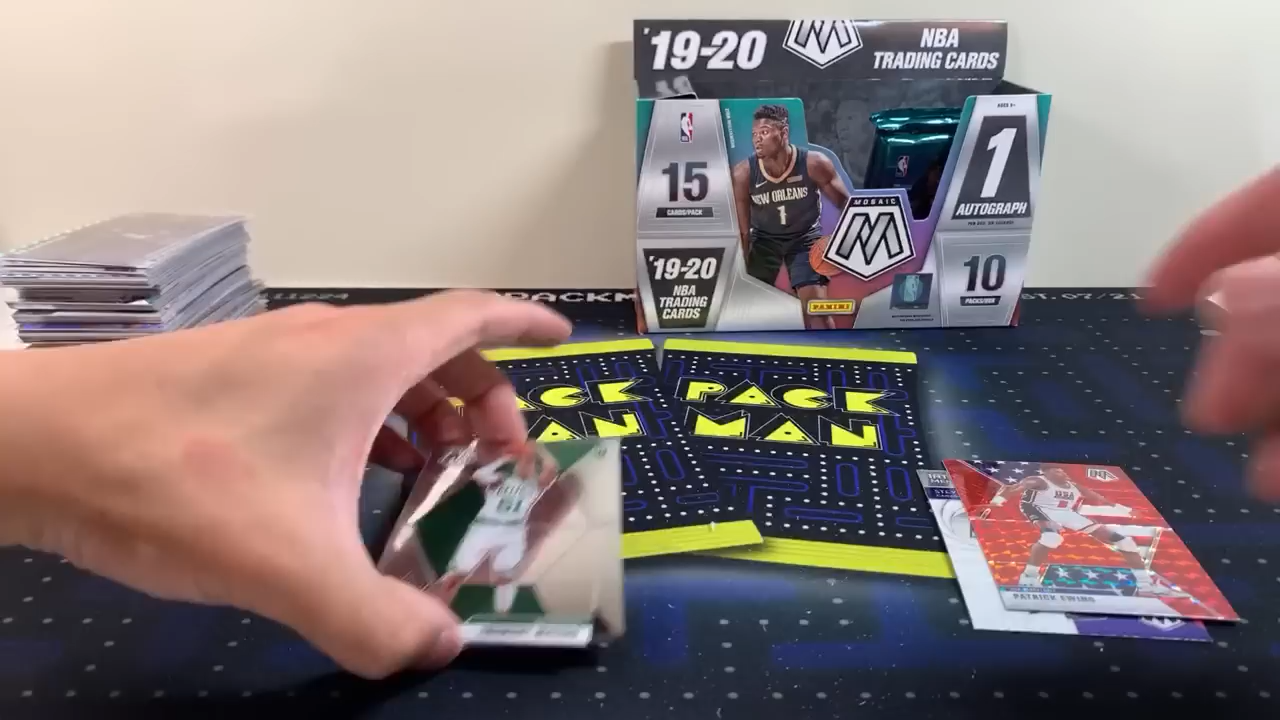 '19-20
NBA
TRADING CARDS
15
CARDS/PACK
NEW ORLEANS
1
MOSAIC
1
AUTOGRAPH
'19-20
NBA
TRADING
CARDS
PANINI
10
PACKS/BOX
PACK
MAN
PACK
MAN
PATRICK EWING